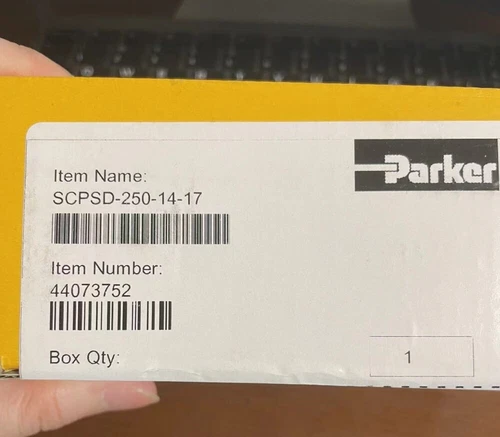 Parker
Item Name:
SCPSD-250-14-17
Item Number:
44073752
Box Qty:
1